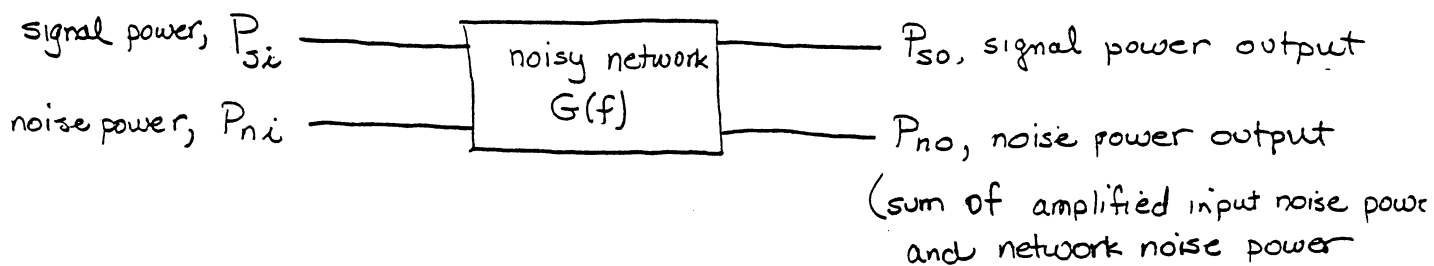 signal power, Psi
noisy network
G(f)
Pso, signal power output
noise power, Pni
Pno, noise power output
(sum of amplified input noise powe
and network noise power